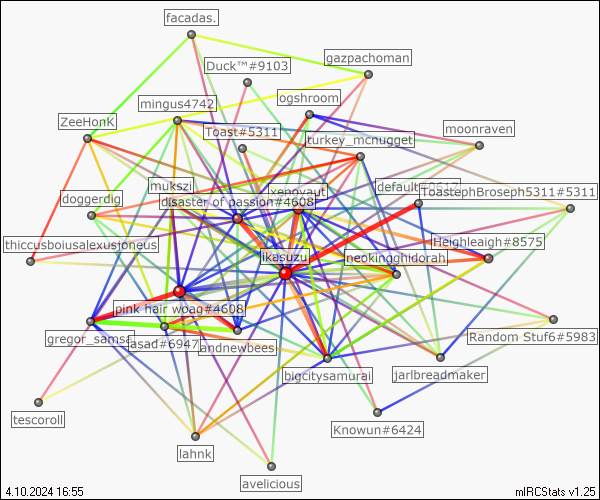 facadas.
gazpachoman
Duck™#9103
ogshroom
mingus4742
ZeeHonK
Toast#5311
moonraven
turkey_mcnugget
mukszi
default#0617
ToastephBroseph5311#5311
doggerdig
disaster of passion#4608
xenoyaut
thiccusboiusalexusjoneus
Heighleaigh#8575
ikasuzu
neokingghidorah
pink hair woag#4608
gregor_samsa
asad#6947
andnewbees
Random Stuf6#5983
bigcitysamurai
jarlbreadmaker
tescoroll
Knowun#6424
lahnk
avelicious
4.10.2024 16:55
mIRCStats v1.25